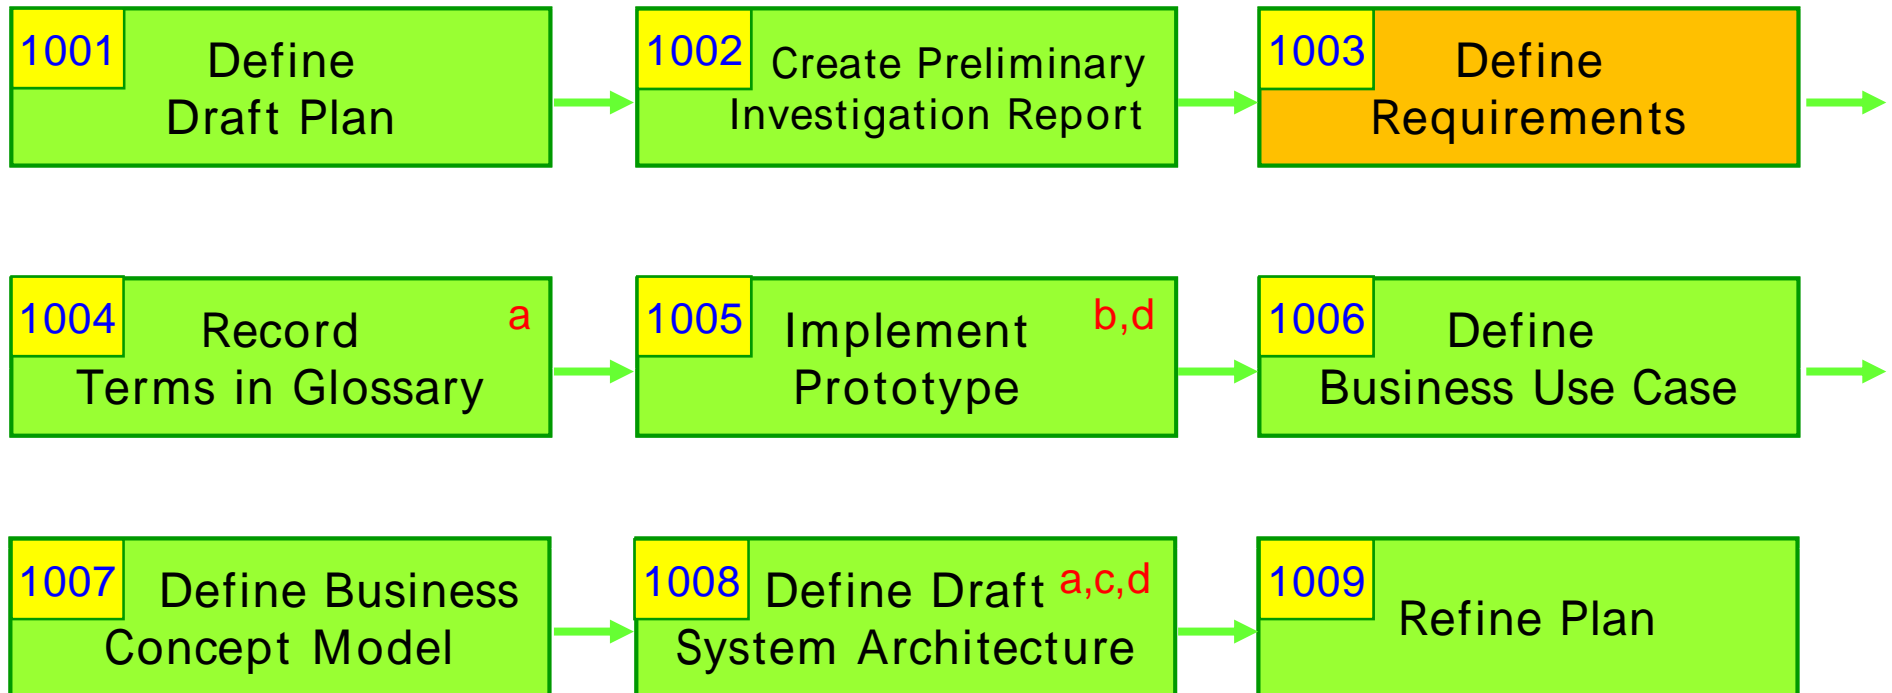 1001
Define
Draft Plan
1002
Create Preliminary
Investigation Report
1003
Define
Requirements
1004
Record
a
Terms in Glossary
1005
Implement
b,d
Prototype
1006
Define
Business Use Case
1007
Define Business
Concept Model
1008
Define Draft
a,c,d
System Architecture
1009
Refine Plan